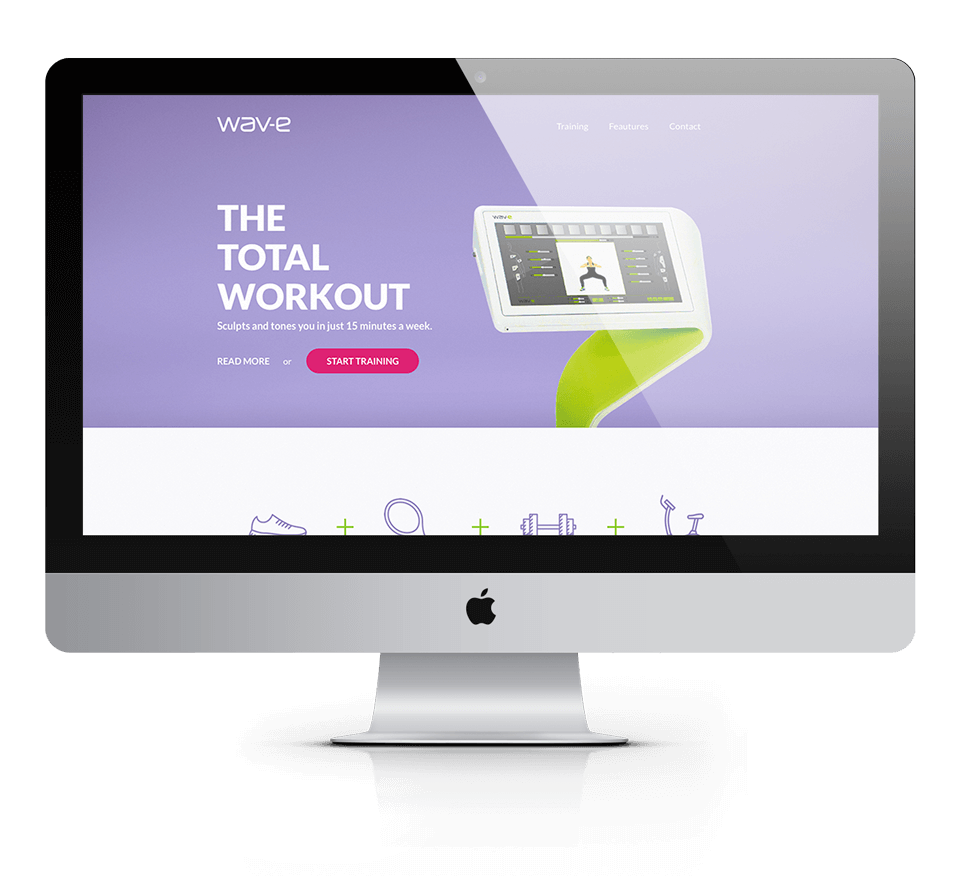 wav-e
Training Feautures Contact
THE
TOTAL
WORKOUT
Sculpts and tones you in just 15 minutes a week.
READ MORE or START TRAINING
wav-e